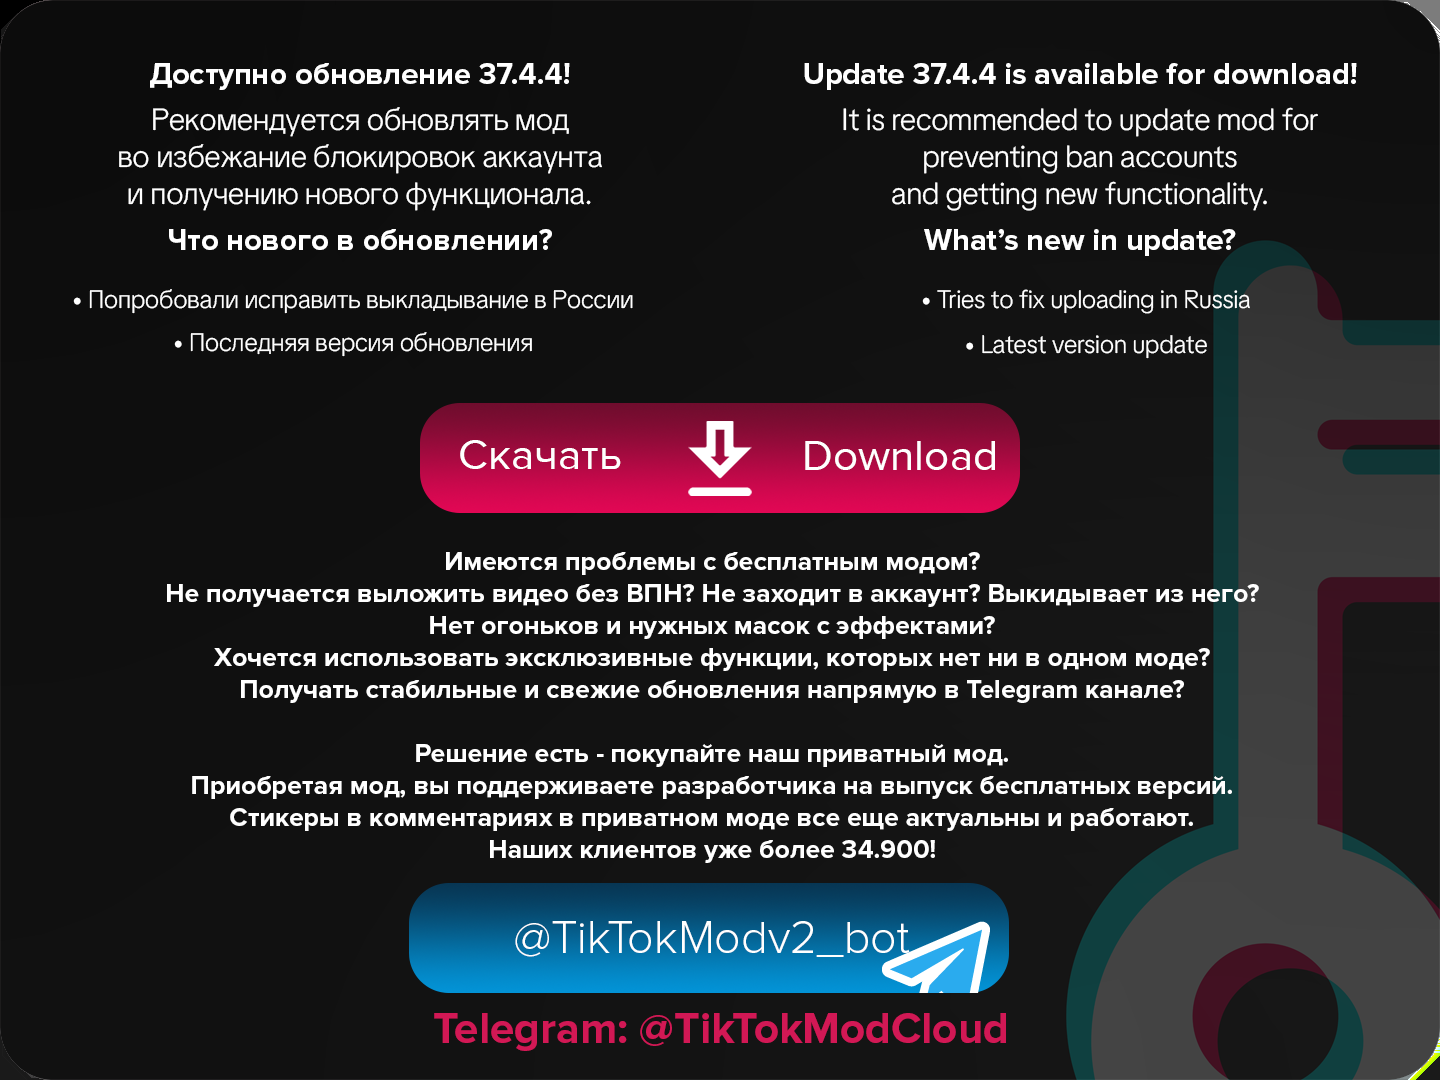 Доступно обновление 37.4.4!
Рекомендуется обновлять мод
во избежание блокировок аккаунта
и получению нового функционала.
Что нового в обновлении?
• Попробовали исправить выкладывание в России
• Последняя версия обновления
Update 37.4.4 is available for download!
It is recommended to update mod for
preventing ban accounts
and getting new functionality.
What's new in update?
• Tries to fix uploading in Russia
• Latest version update
Скачать Download
Имеются проблемы с бесплатным модом?
Не получается выложить видео без ВПН? Не заходит в аккаунт? Выкидывает из него?
Нет огоньков и нужных масок с эффектами?
Хочется использовать эксклюзивные функции, которых нет ни в одном моде?
Получать стабильные и свежие обновления напрямую в Telegram канале?
Решение есть - покупайте наш приватный мод.
Приобретая мод, вы поддерживаете разработчика на выпуск бесплатных версий.
Стикеры в комментариях в приватном моде все еще актуальны и работают.
Наших клиентов уже более 34.900!
@TikTokModv2_bot
Telegram: @TikTokModCloud